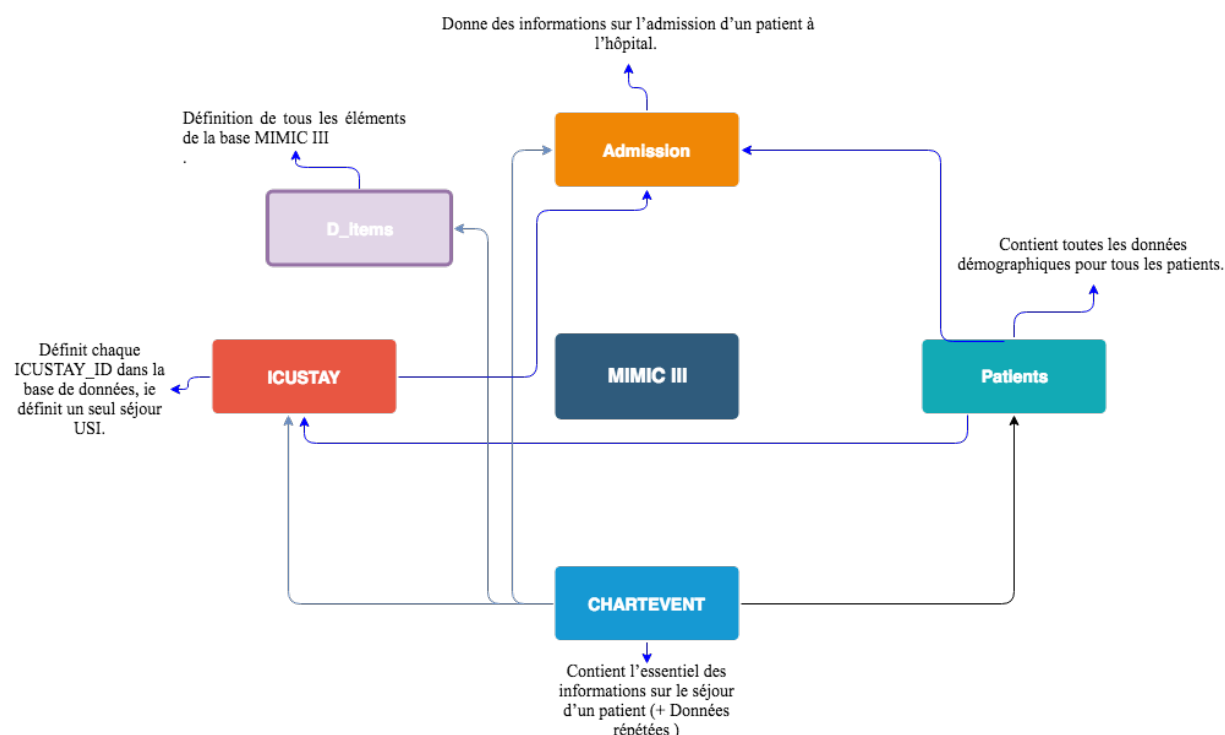 Donne des informations sur l’admission d’un patient à
l’hôpital.
Définition de tous les éléments
de la base MIMIC III
.
Admission
D_items
Contient toutes les données
démographiques pour tous les patients.
Définit chaque
ICUSTAY_ID dans la
base de données, ie
définit un seul séjour
USI.
ICUSTAY
MIMIC III
Patients
CHARTEVENT
Contient l’essentiel des
informations sur le séjour
d’un patient (+ Données
répétées )